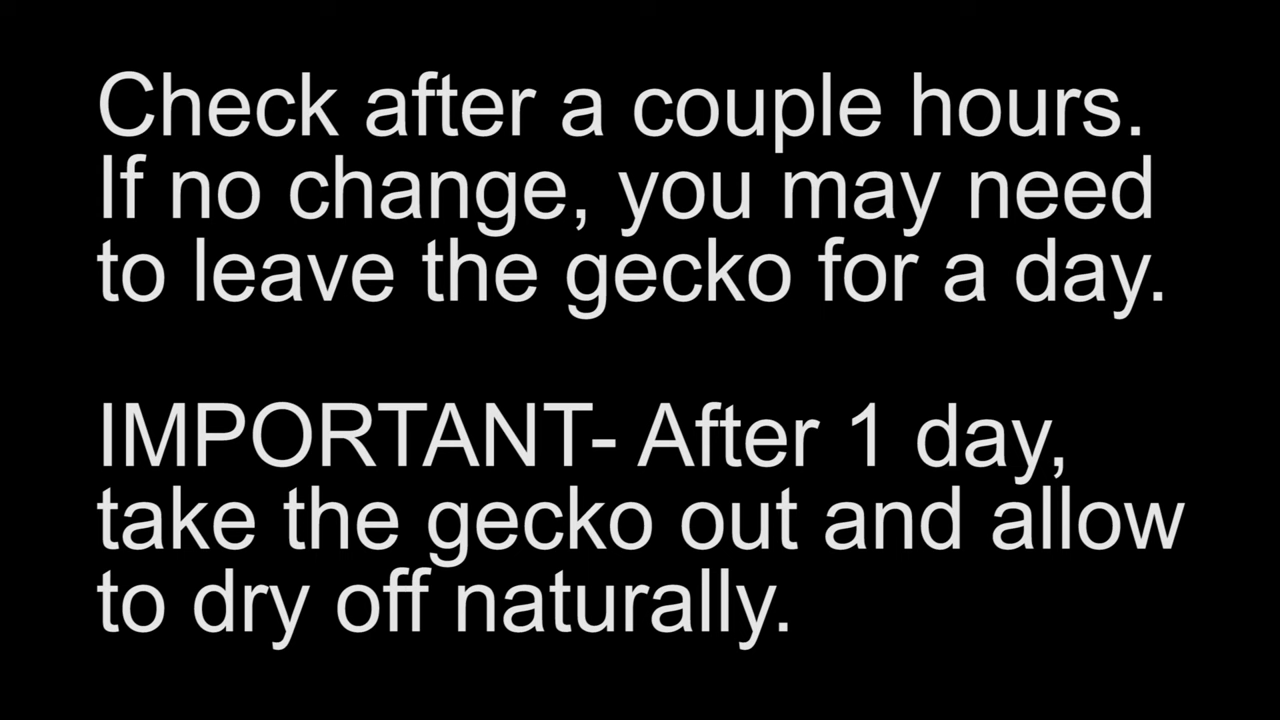 Check after a couple hours.
If no change, you may need
to leave the gecko for a day.
IMPORTANT- After 1 day,
take the gecko out and allow
to dry off naturally.